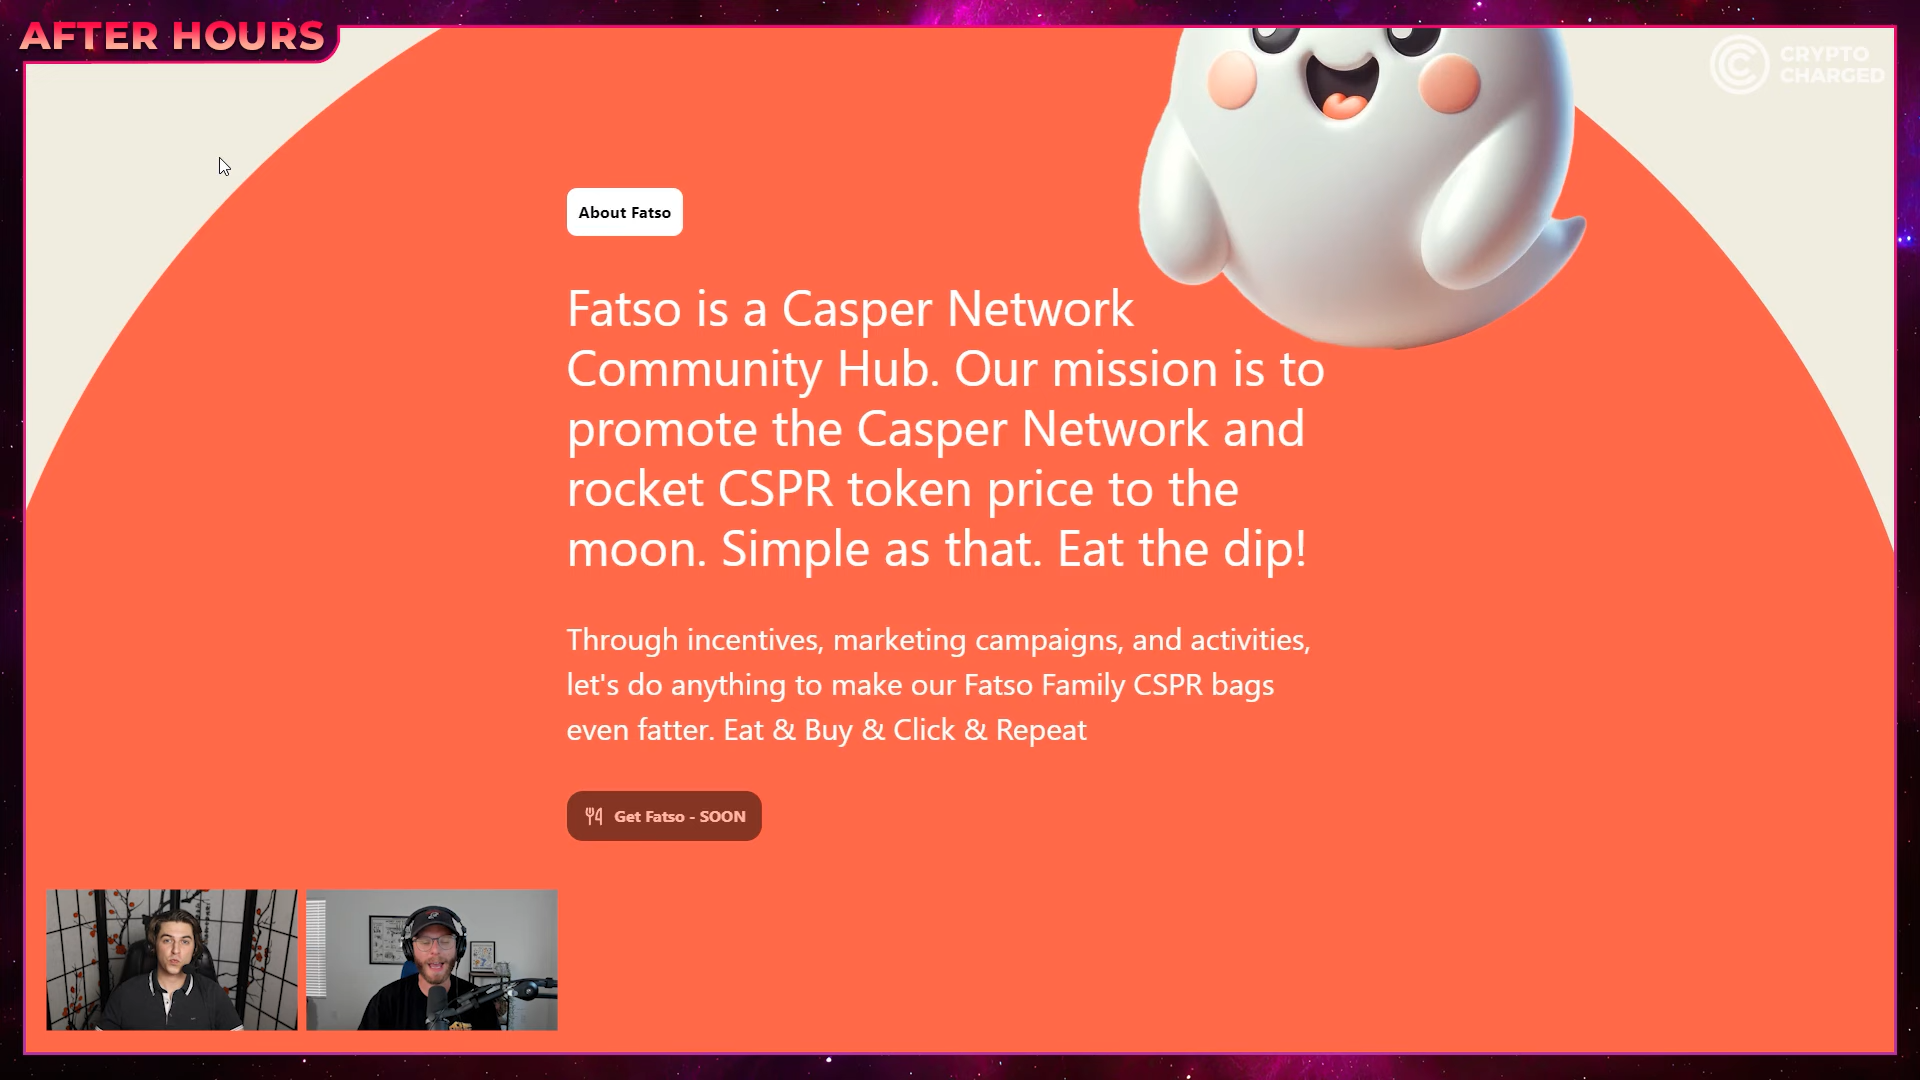 AFTER HOURS
CRYPTO
CHARGED
About Fatso
Fatso is a Casper Network
Community Hub. Our mission is to
promote the Casper Network and
rocket CSPR token price to the
moon. Simple as that. Eat the dip!
Through incentives, marketing campaigns, and activities,
let's do anything to make our Fatso Family CSPR bags
even fatter. Eat & Buy & Click & Repeat
Get Fatso - SOON